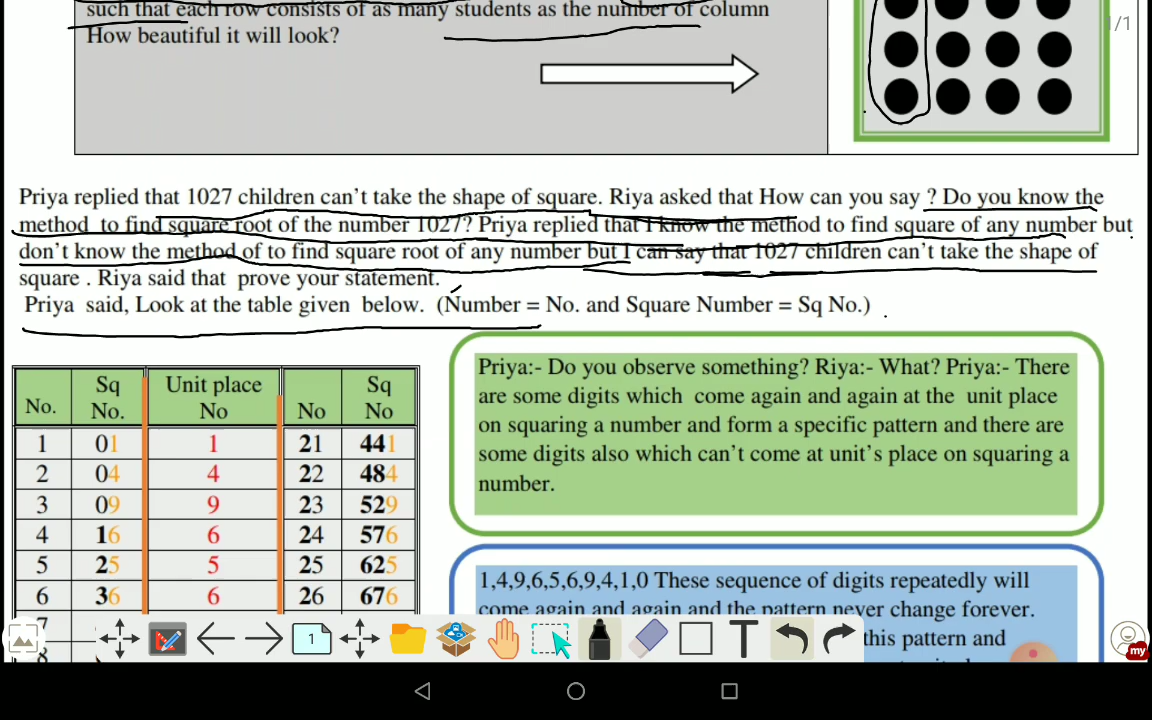 such that each row consists of as many students as the number of column
How beautiful it will look?
1/1
Priya replied that 1027 children can't take the shape of square. Riya asked that How can you say ? Do you know the
method to find square root of the number 1027? Priya replied that I know the method to find square of any number but
don't know the method of to find square root of any number but I can say that 1027 children can't take the shape of
square . Riya said that prove your statement.
Priya said, Look at the table given below. (Number = No. and Square Number = Sq No.)
No. Sq No. Unit place No No Sq No
1 01 1 21 441
2 04 4 22 484
3 09 9 23 529
4 16 6 24 576
5 25 5 25 625
6 36 6 26 676
7
8
Priya:- Do you observe something? Riya:- What? Priya:- There
are some digits which come again and again at the unit place
on squaring a number and form a specific pattern and there are
some digits also which can't come at unit's place on squaring a
number.
1,4,9,6,5,6,9,4,1,0 These sequence of digits repeatedly will
come again and again and the pattern never change forever.
this pattern and
1
T
my